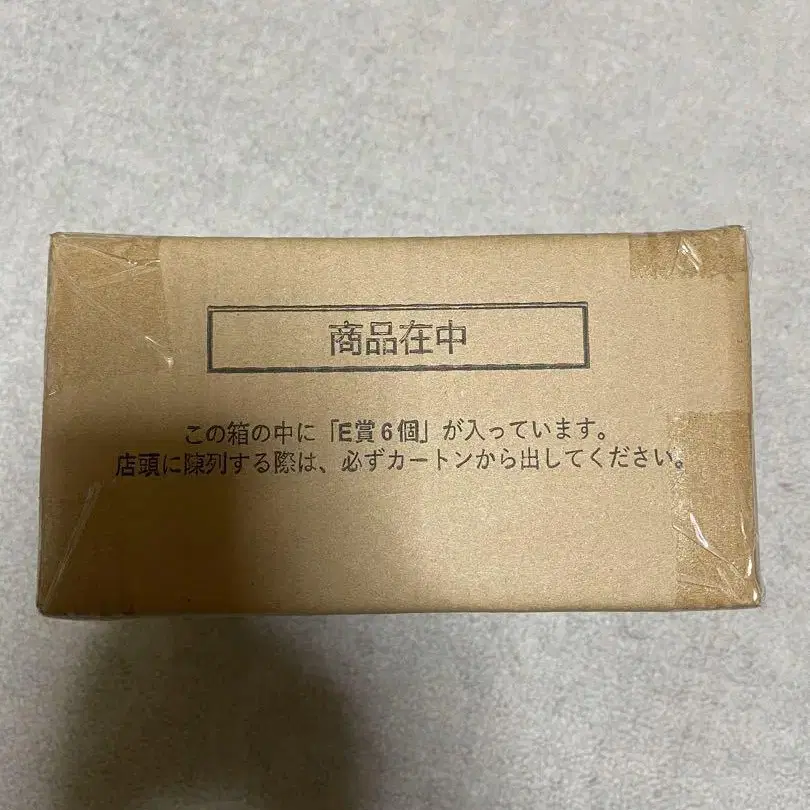 商品在中
この箱の中に「E賞6個」が入っています。
店頭に陳列する際は、必ずカートンから出してください。